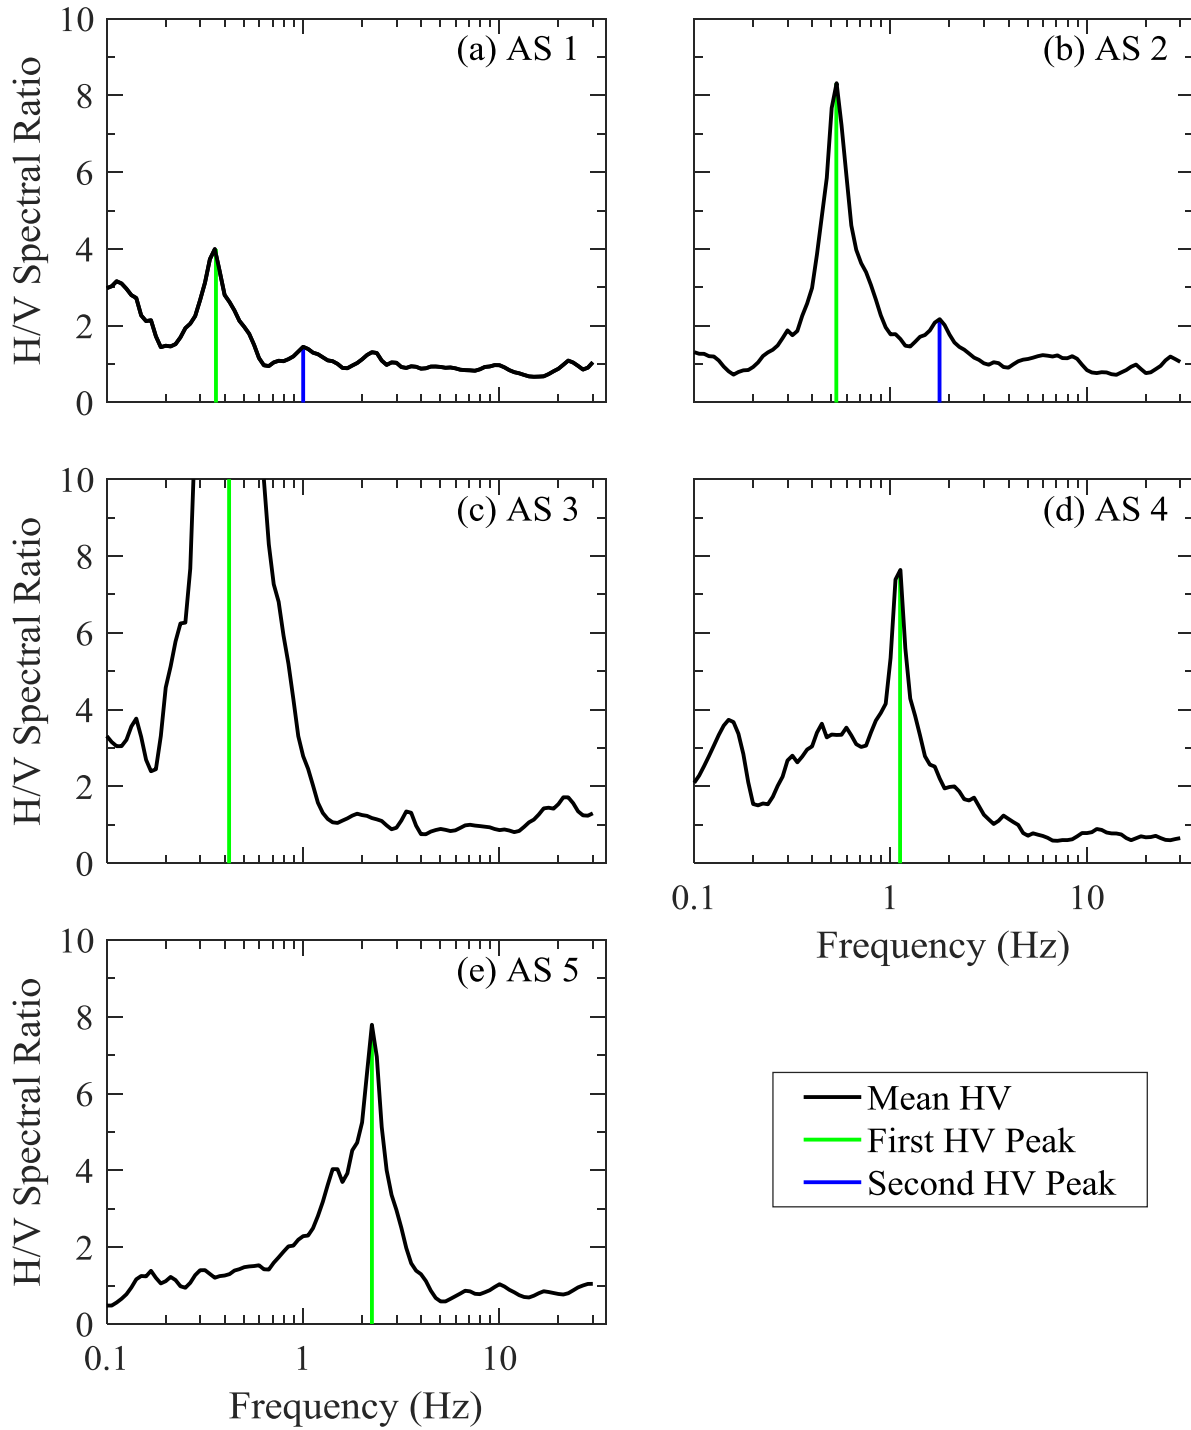 (a) AS 1
H/V Spectral Ratio
10
8
6
4
2
0
(b) AS 2
(c) AS 3
H/V Spectral Ratio
10
8
6
4
2
0
(d) AS 4
0.1 1 10
Frequency (Hz)
(e) AS 5
H/V Spectral Ratio
10
8
6
4
2
0
0.1 1 10
Frequency (Hz)
Mean HV
First HV Peak
Second HV Peak